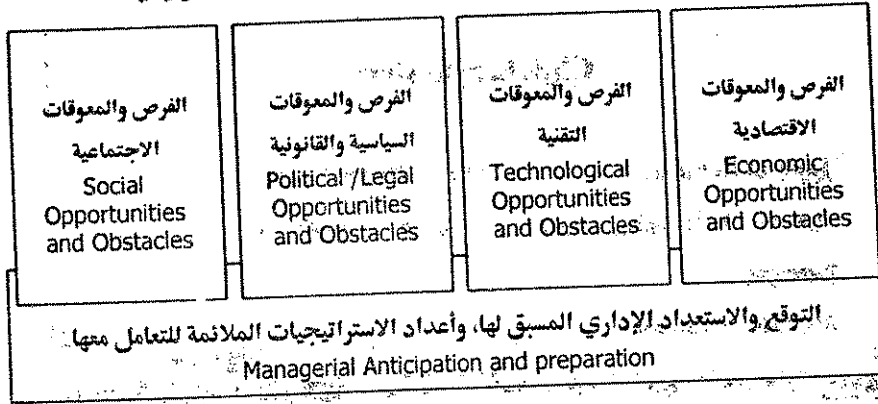 الفرص والمعوقات
الاقتصادية
Economic
Opportunities
and Obstacles
الفرص والمعوقات
التقنية
Technological
Opportunities
and Obstacles
الفرص والمعوقات
السياسية والقانونية
Political /Legal
Opportunities
and Obstacles
الفرص والمعوقات
الاجتماعية
Social
Opportunities
and Obstacles
التوقع والاستعداد الإداري المسبق لها، وأعداد الاستراتيجيات الملائمة للتعامل معها
Managerial Anticipation and preparation